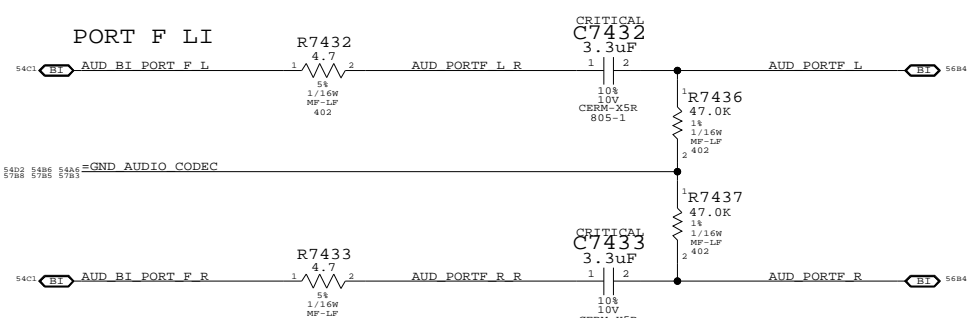 PORT F LI
CRITICAL
C7432
3.3uF
R7432
4.7
54C1 BI AUD_BI_PORT_F_L 1 2 AUD_PORTF_L_R 1 2 AUD_PORTF_L BI 56B4
5%
1/16W
MF-LF
402
10%
10V
CERM-X5R
805-1
1 R7436
47.0K
1%
1/16W
MF-LF
2 402
54D2 54B6 54A6 =GND_AUDIO_CODEC
57B8 57B5 57B3
1 R7437
47.0K
1%
1/16W
MF-LF
2 402
CRITICAL
C7433
3.3uF
R7433
4.7
54C1 BI AUD_BI_PORT_F_R 1 2 AUD_PORTF_R_R 1 2 AUD_PORTF_R BI 56B4
5%
1/16W
MF-LF
10%
10V
CERM-X5R